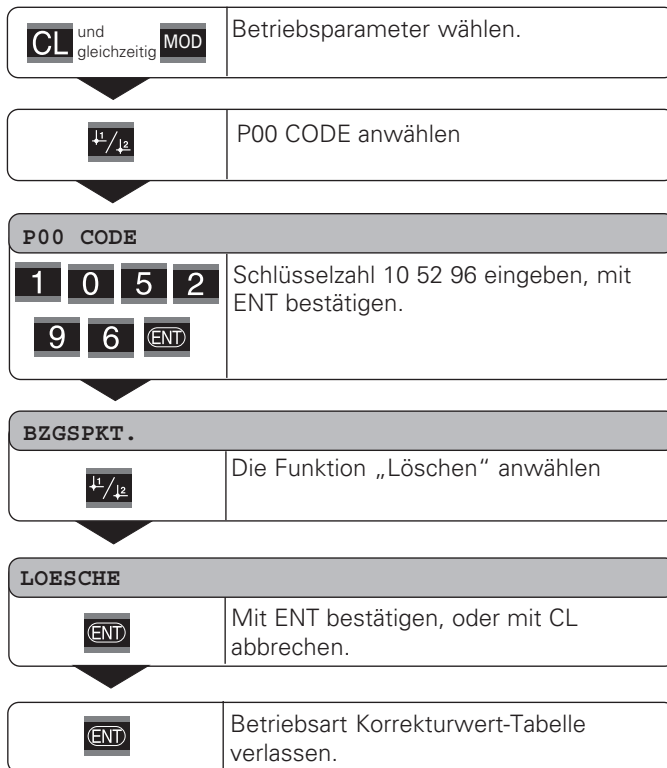 CL und gleichzeitig MOD Betriebsparameter wählen.
P00 CODE anwählen
P00 CODE
1 0 5 2 Schlüsselzahl 10 52 96 eingeben, mit
9 6 ENT ENT bestätigen.
BZGSPKT.
Die Funktion „Löschen“ anwählen
LOESCHE
ENT Mit ENT bestätigen, oder mit CL
abbrechen.
ENT Betriebsart Korrekturwert-Tabelle
verlassen.